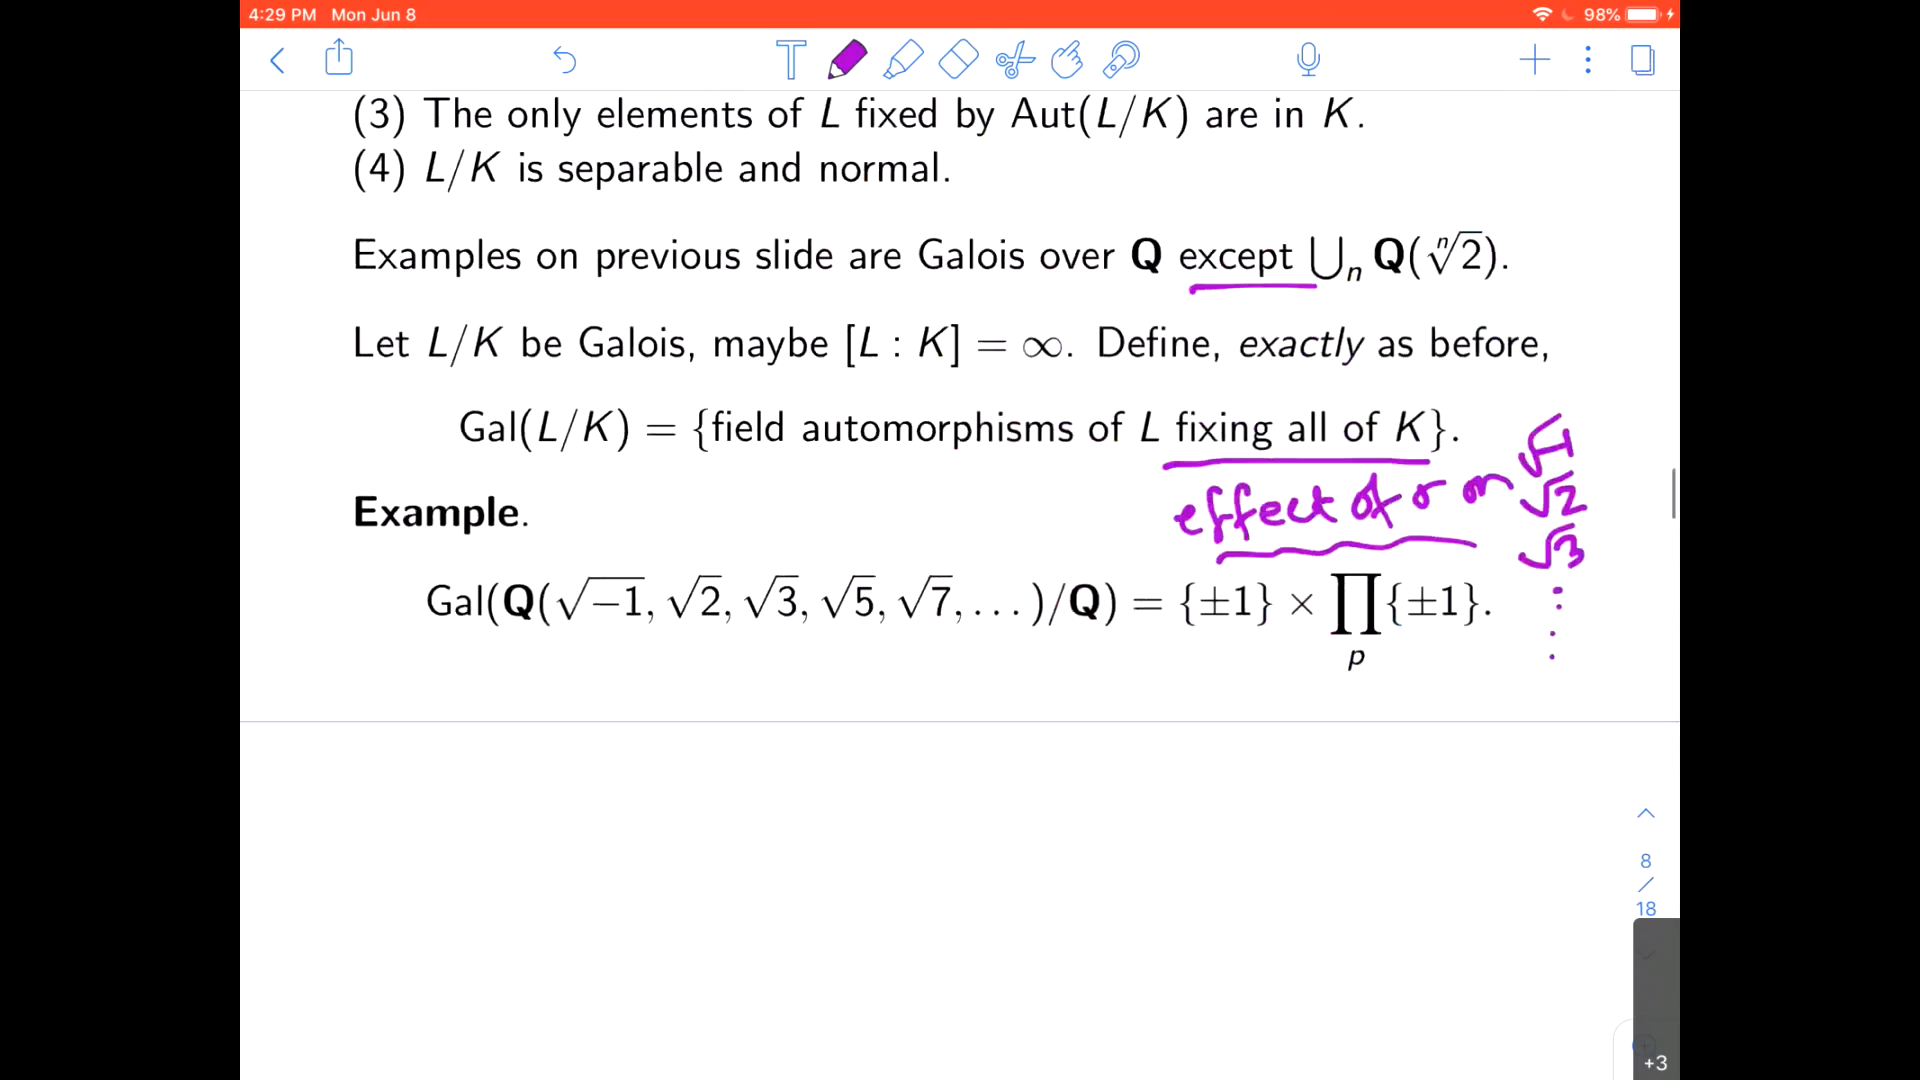 4:29 PM Mon Jun 8 98%
(3) The only elements of L fixed by Aut(L/K) are in K.
(4) L/K is separable and normal.
Examples on previous slide are Galois over Q except ⋃ₙ Q(ⁿ√2).
Let L/K be Galois, maybe [L : K] = ∞. Define, exactly as before,
Gal(L/K) = {field automorphisms of L fixing all of K}.
effect of σ on √-1
√2
√3
⋮
Example.
Gal(Q(√−1, √2, √3, √5, √7, . . . )/Q) = {±1} × ∏ {±1}.
p
8
/
18
+3